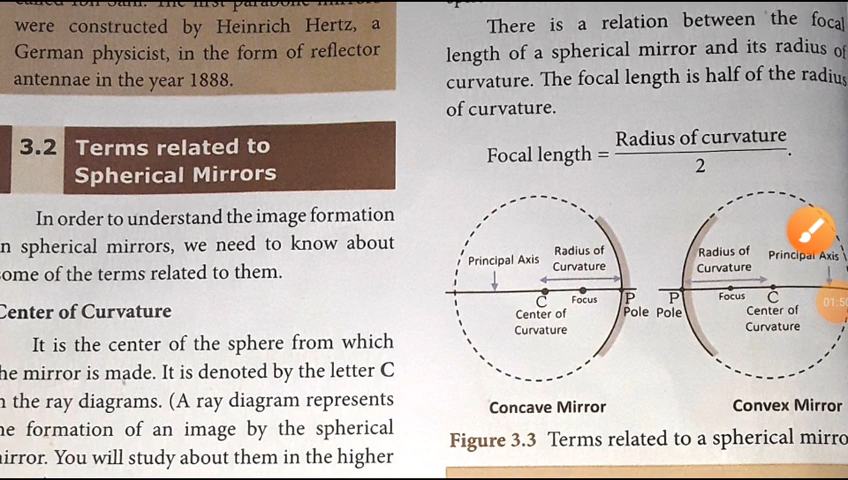 were constructed by Heinrich Hertz, a
German physicist, in the form of reflector
antennae in the year 1888.
3.2 Terms related to
Spherical Mirrors
In order to understand the image formation
n spherical mirrors, we need to know about
ome of the terms related to them.
Center of Curvature
It is the center of the sphere from which
he mirror is made. It is denoted by the letter C
n the ray diagrams. (A ray diagram represents
he formation of an image by the spherical
irror. You will study about them in the higher
There is a relation between the focal
length of a spherical mirror and its radius of
curvature. The focal length is half of the radius
of curvature.
Focal length = Radius of curvature
2 .
Principal Axis
Radius of
Curvature
C
Focus
P
Center of
Curvature
Pole
Concave Mirror
Radius of
Curvature
Principal Axis
P
Focus
C
Pole
Center of
Curvature
Convex Mirror
Figure 3.3 Terms related to a spherical mirro
01:50